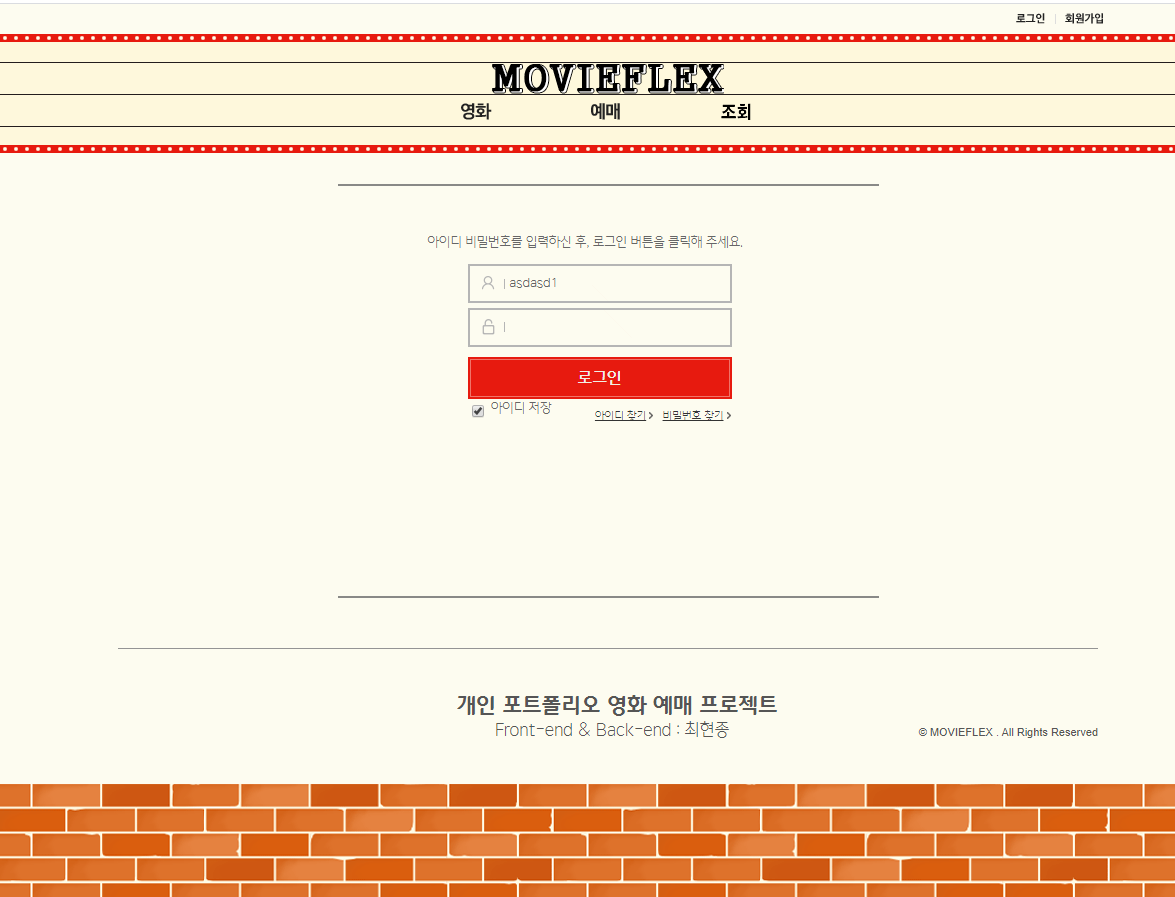 로그인 회원가입
MOVIEFLEX
영화 예매 조회
아이디 비밀번호를 입력하신 후, 로그인 버튼을 클릭해 주세요.
| asdasd1
|
로그인
아이디 저장 아이디 찾기 비밀번호 찾기
개인 포트폴리오 영화 예매 프로젝트
Front-end & Back-end : 최현종
© MOVIEFLEX . All Rights Reserved